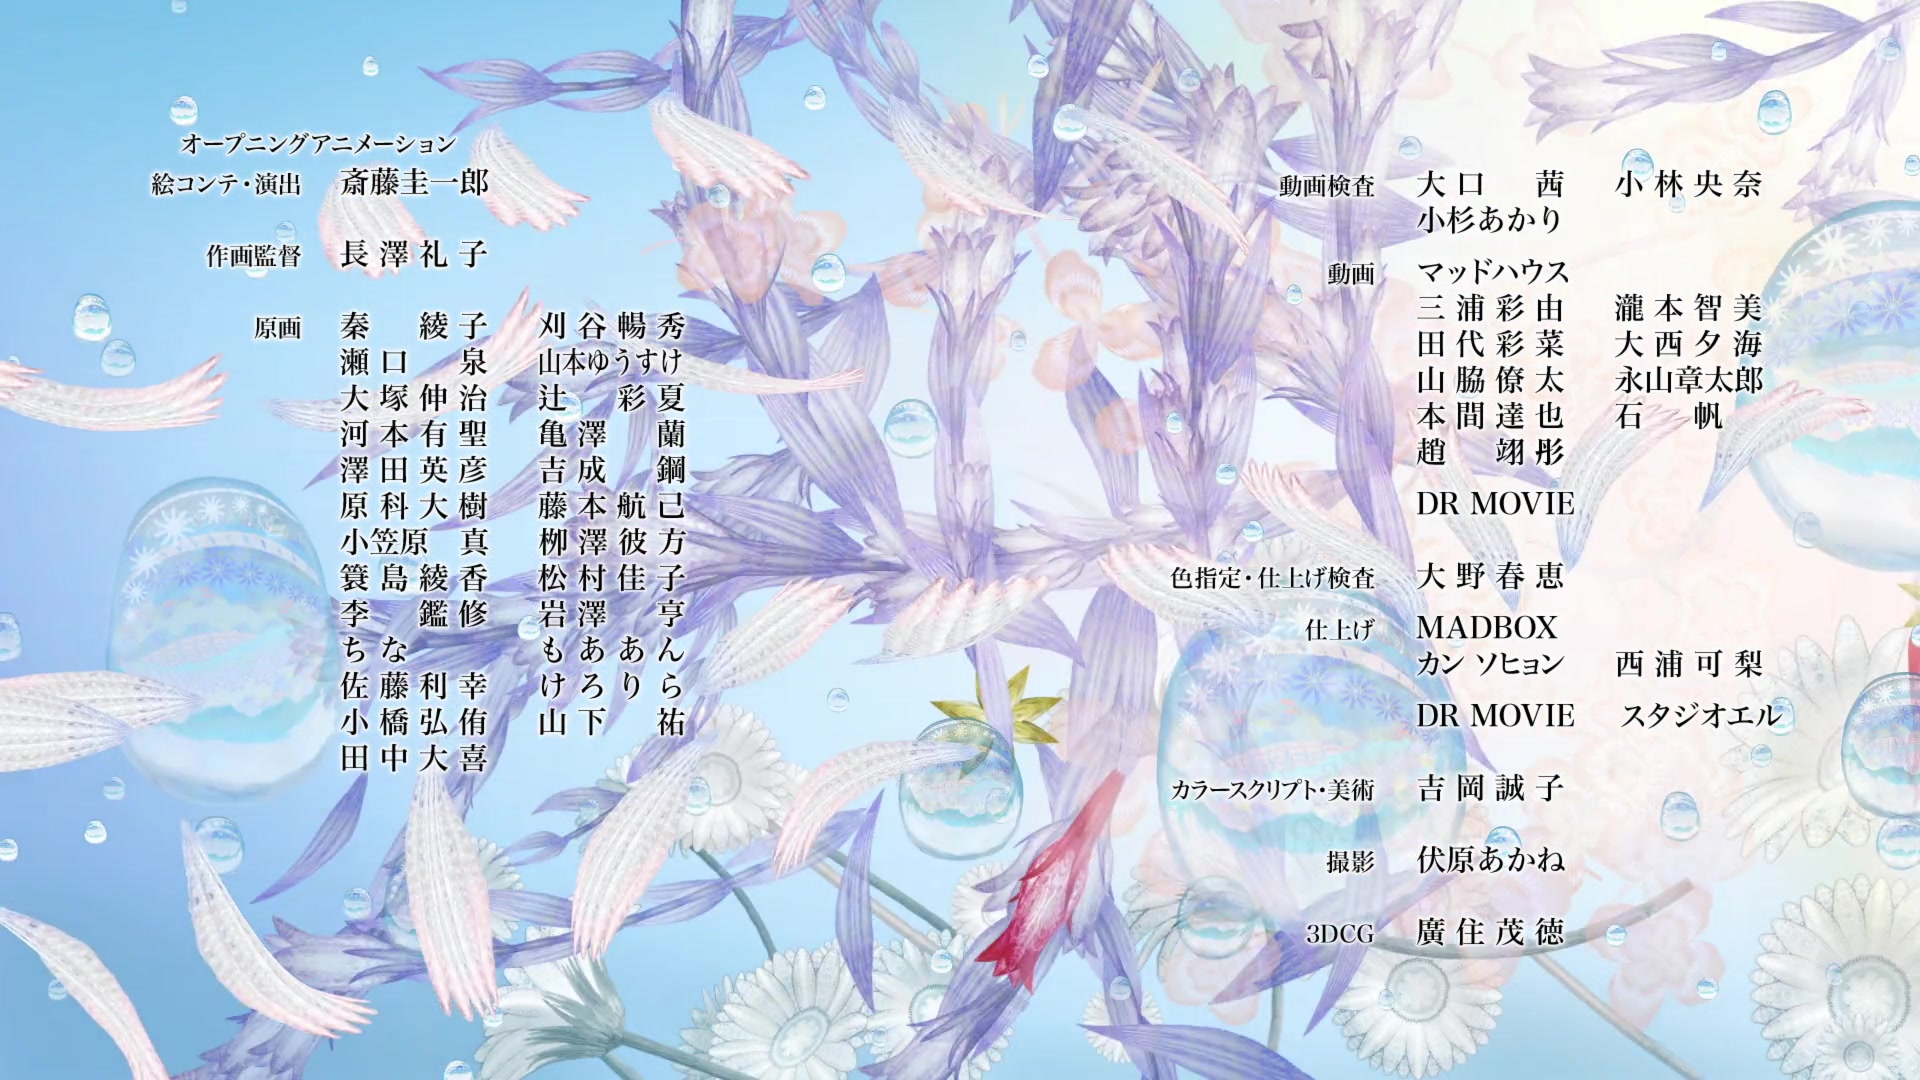 オープニングアニメーション
絵コンテ・演出 斎藤圭一郎
作画監督 長澤礼子
原画 秦 綾子 刈谷暢秀
瀬口 泉 山本ゆうすけ
大塚伸治 辻 彩夏
河本有聖 亀澤 蘭
澤田英彦 吉成 鋼
原科大樹 藤本航己
小笠原 真 栁澤彼方
簑島綾香 松村佳子
李 鑑修 岩澤 亨
ちな もああん
佐藤利幸 けろりら
小橋弘侑 山下 祐
田中大喜
動画検査 大口 茜 小林央奈
小杉あかり
動画 マッドハウス
三浦彩由 瀧本智美
田代彩菜 大西夕海
山脇僚太 永山章太郎
本間達也 石 帆
趙 翊彤
DR MOVIE
色指定・仕上げ検査 大野春恵
仕上げ MADBOX
カン ソヒョン 西浦可梨
DR MOVIE スタジオエル
カラースクリプト・美術 吉岡誠子
撮影 伏原あかね
3DCG 廣住茂徳